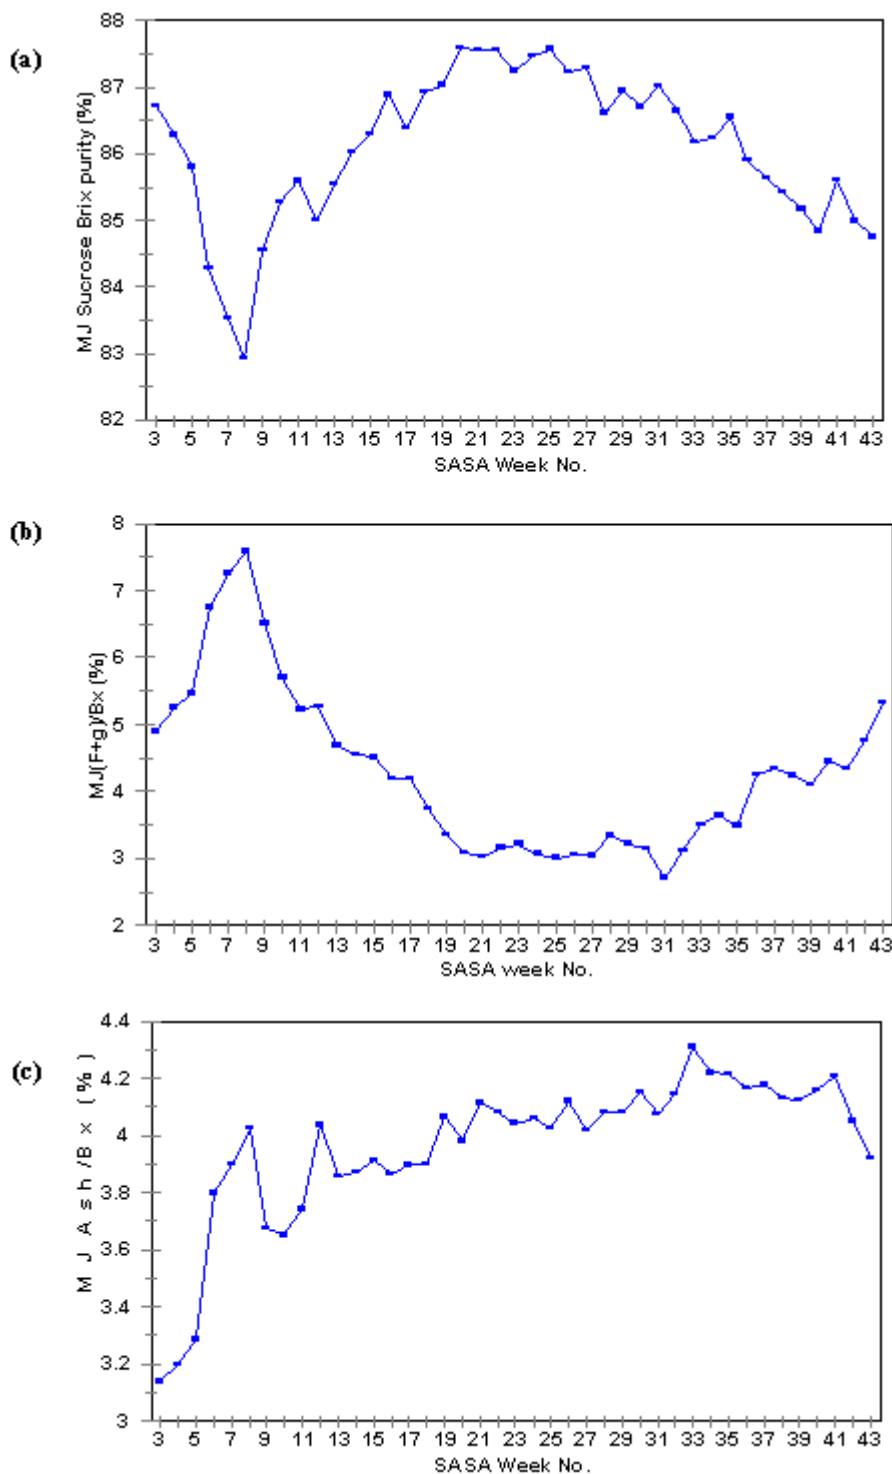 (a)
MJ Sucrose Brix purity (%)
88
87
86
85
84
83
82
3 5 7 9 11 13 15 17 19 21 23 25 27 29 31 33 35 37 39 41 43
SASA Week No.
(b)
MJ(F+g)/Bx (%)
8
7
6
5
4
3
2
3 5 7 9 11 13 15 17 19 21 23 25 27 29 31 33 35 37 39 41 43
SASA week No.
(c)
M J A s h /B x ( % )
4.4
4.2
4
3.8
3.6
3.4
3.2
3
3 5 7 9 11 13 15 17 19 21 23 25 27 29 31 33 35 37 39 41 43
SASA Week No.